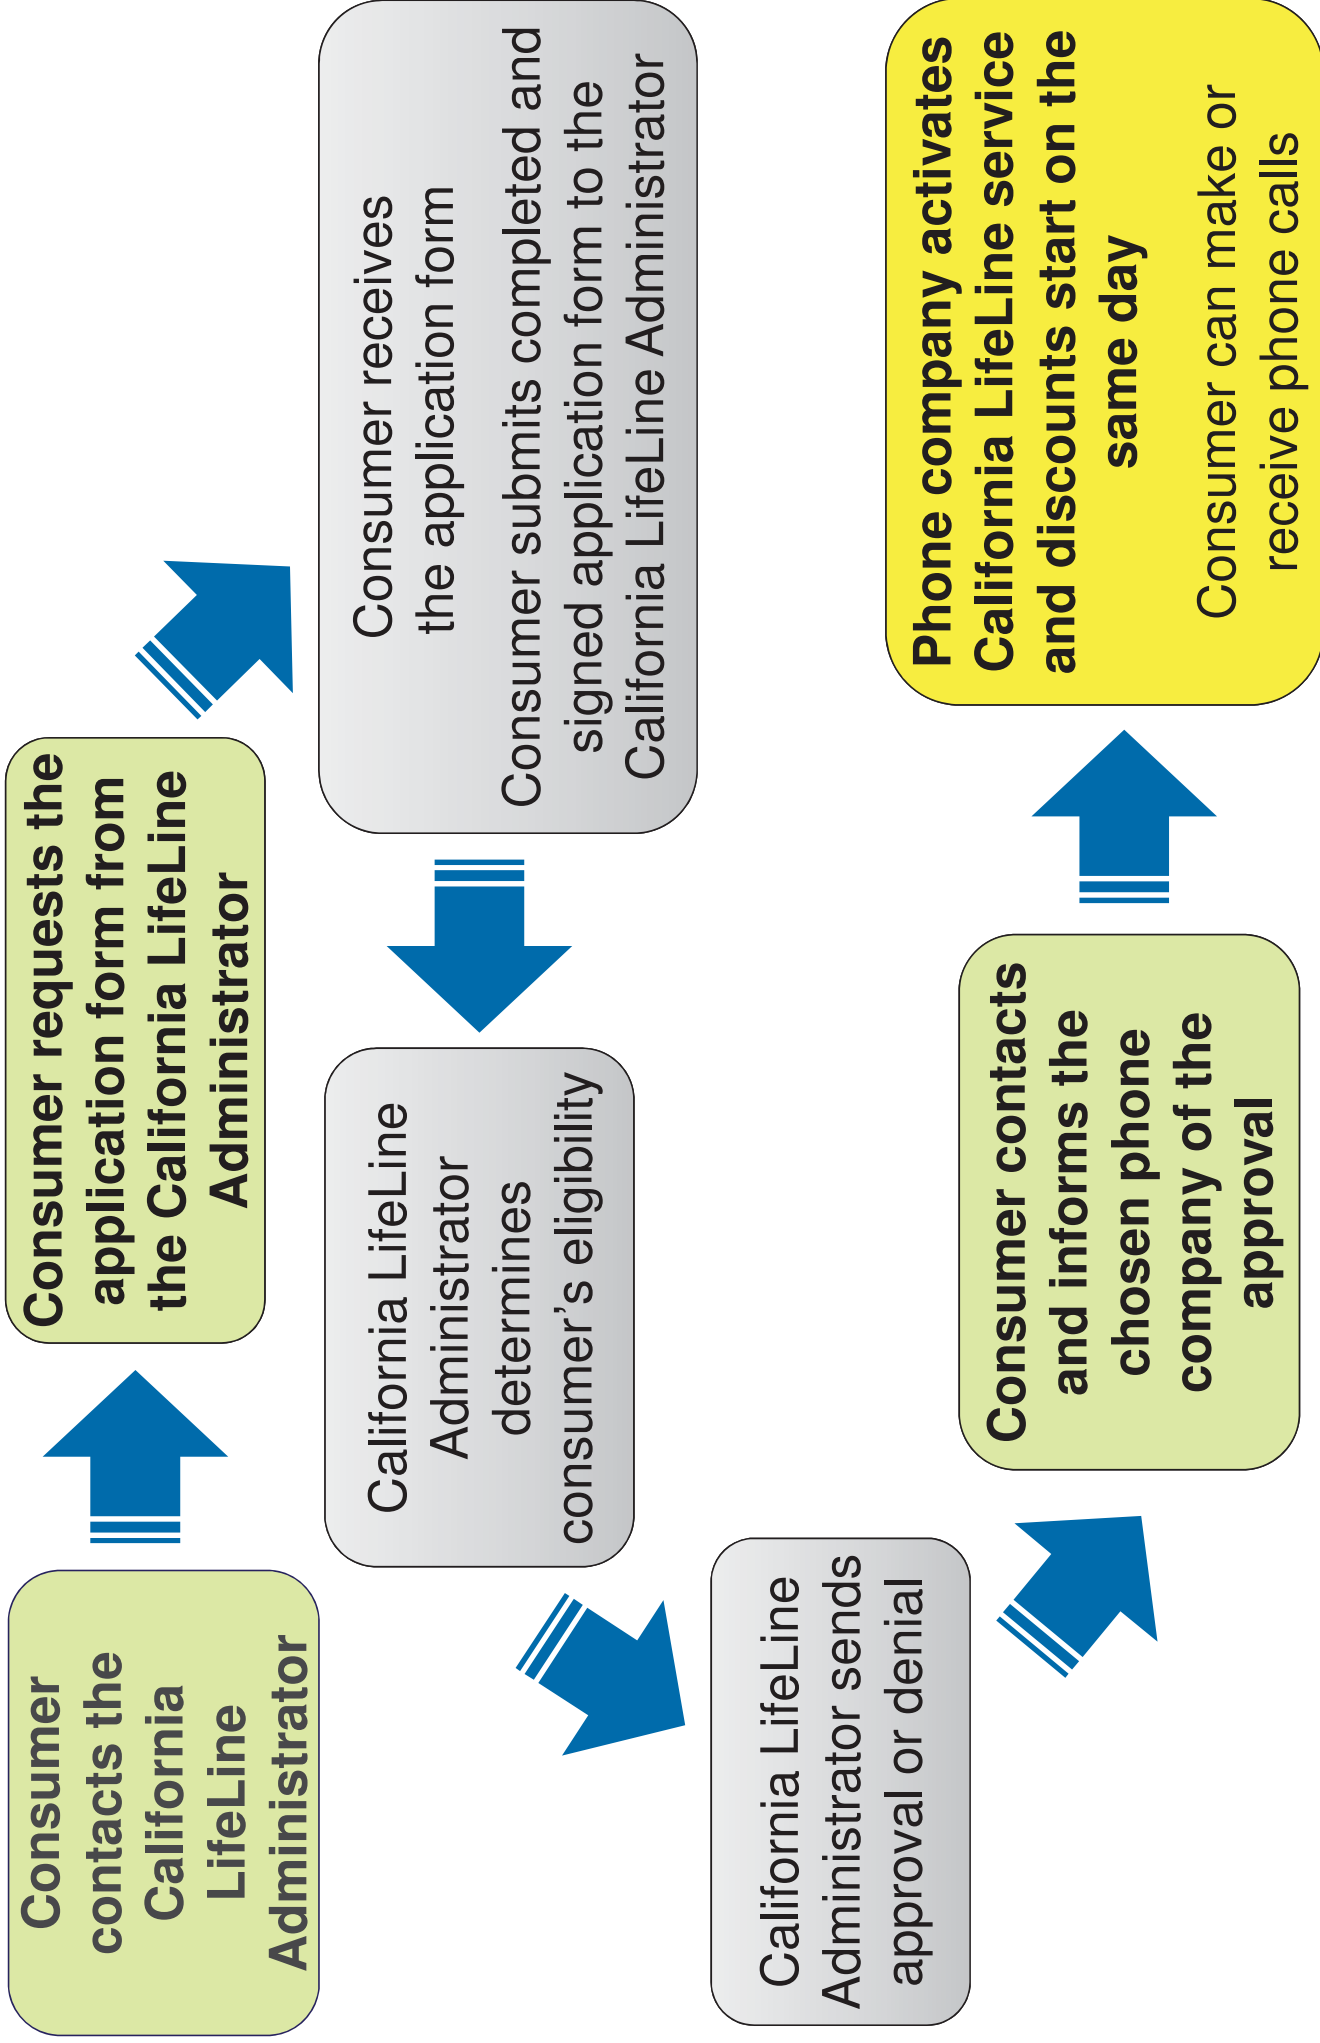 Consumer
contacts the
California
LifeLine
Administrator
Consumer requests the
application form from
the California LifeLine
Administrator
Consumer receives
the application form
Consumer submits completed and
signed application form to the
California LifeLine Administrator
California LifeLine
Administrator
determines
consumer’s eligibility
California LifeLine
Administrator sends
approval or denial
Consumer contacts
and informs the
chosen phone
company of the
approval
Phone company activates
California LifeLine service
and discounts start on the
same day
Consumer can make or
receive phone calls